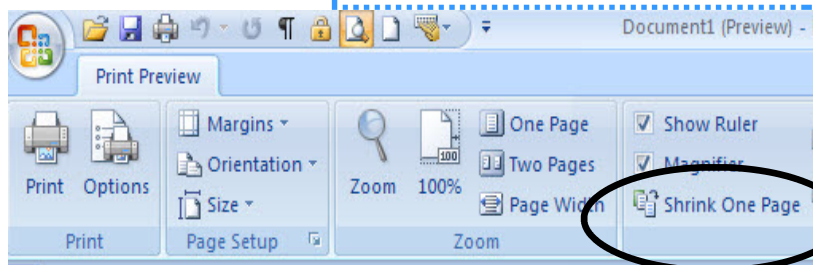 Document1 (Preview) -
Print Preview
Print
Options
Margins
Orientation
Size
Zoom
100%
100
One Page
Two Pages
Page Width
Show Ruler
Magnifier
Shrink One Page
Print
Page Setup
Zoom